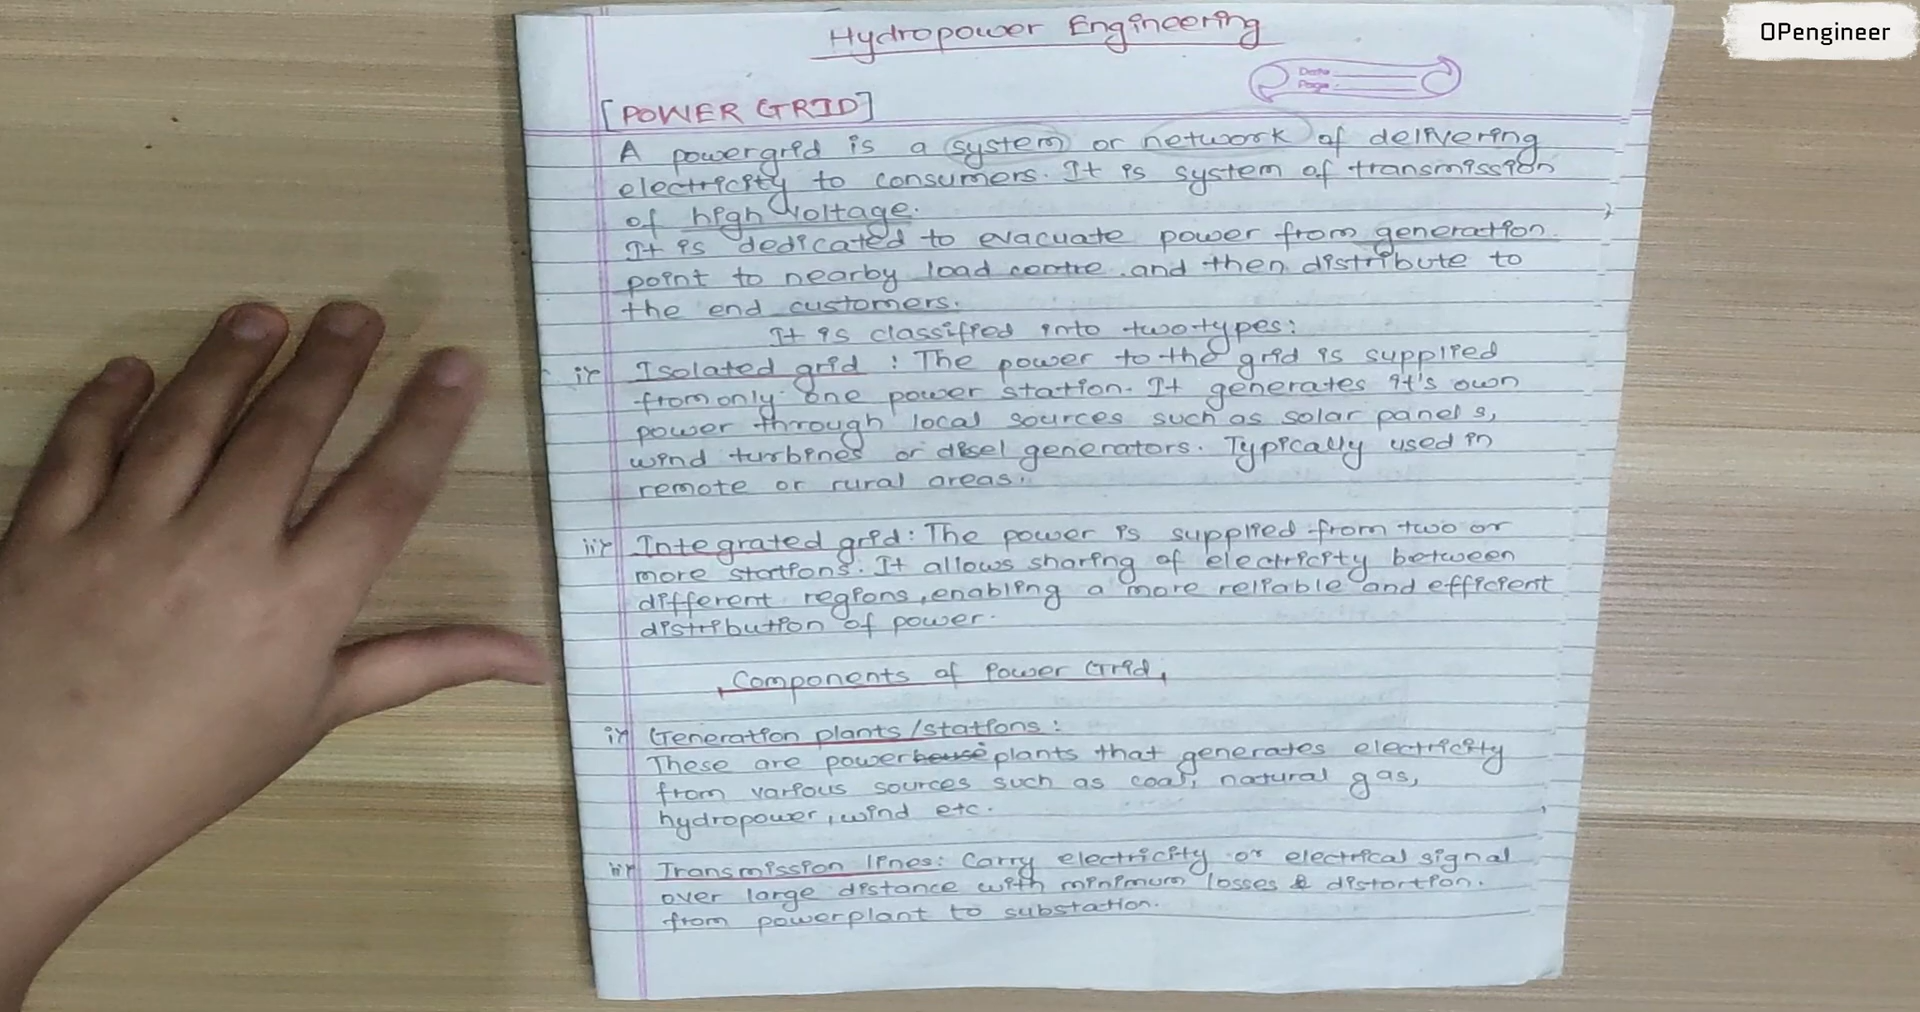 OPengineer
Hydropower Engineering
Date
Page
[POWER GRID]
A powergrid is a system or network of delivering
electricity to consumers. It is system of transmission
of high voltage.
It is dedicated to evacuate power from generation
point to nearby load centre and then distribute to
the end customers.
It is classified into two types:
i) Isolated grid : The power to the grid is supplied
from only one power station. It generates it's own
power through local sources such as solar panels,
wind turbines or disel generators. Typically used in
remote or rural areas.
ii) Integrated grid: The power is supplied from two or
more stations. It allows sharing of electricity between
different regions, enabling a more reliable and efficient
distribution of power.
Components of Power Grid
i) Generation plants/stations :
These are powerhouse plants that generates electricity
from various sources such as coal, natural gas,
hydropower, wind etc.
ii) Transmission lines: Carry electricity or electrical signal
over large distance with minimum losses & distortion.
from powerplant to substation.